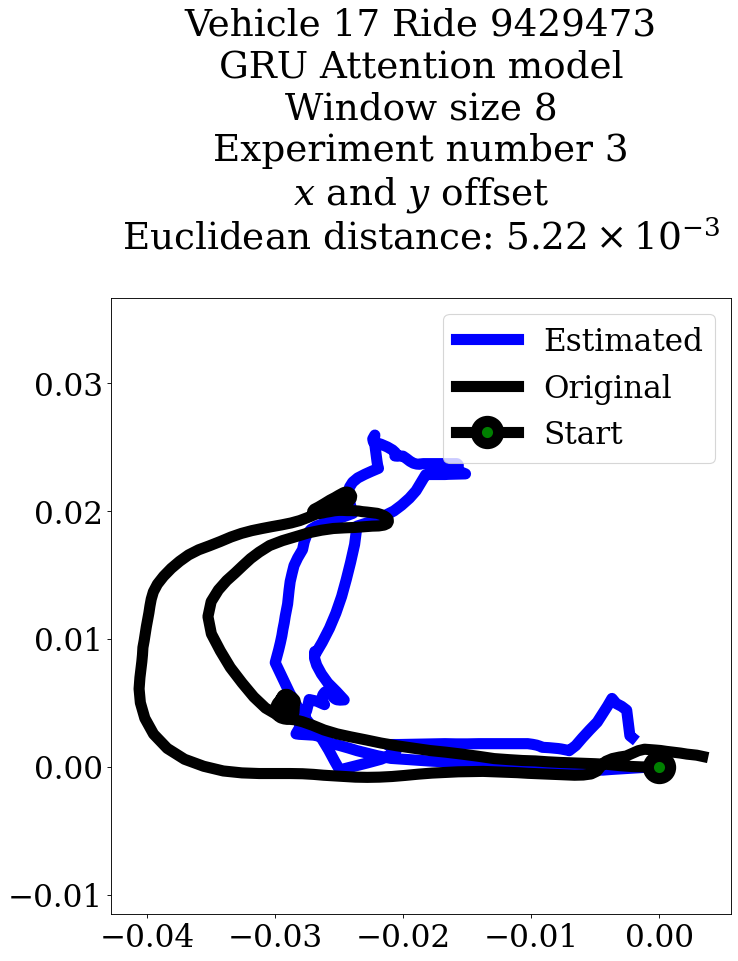 Vehicle 17 Ride 9429473
GRU Attention model
Window size 8
Experiment number 3
x and y offset
Euclidean distance: 5.22 × 10⁻³
Estimated
Original
Start
0.03
0.02
0.01
0.00
−0.01
−0.04 −0.03 −0.02 −0.01 0.00